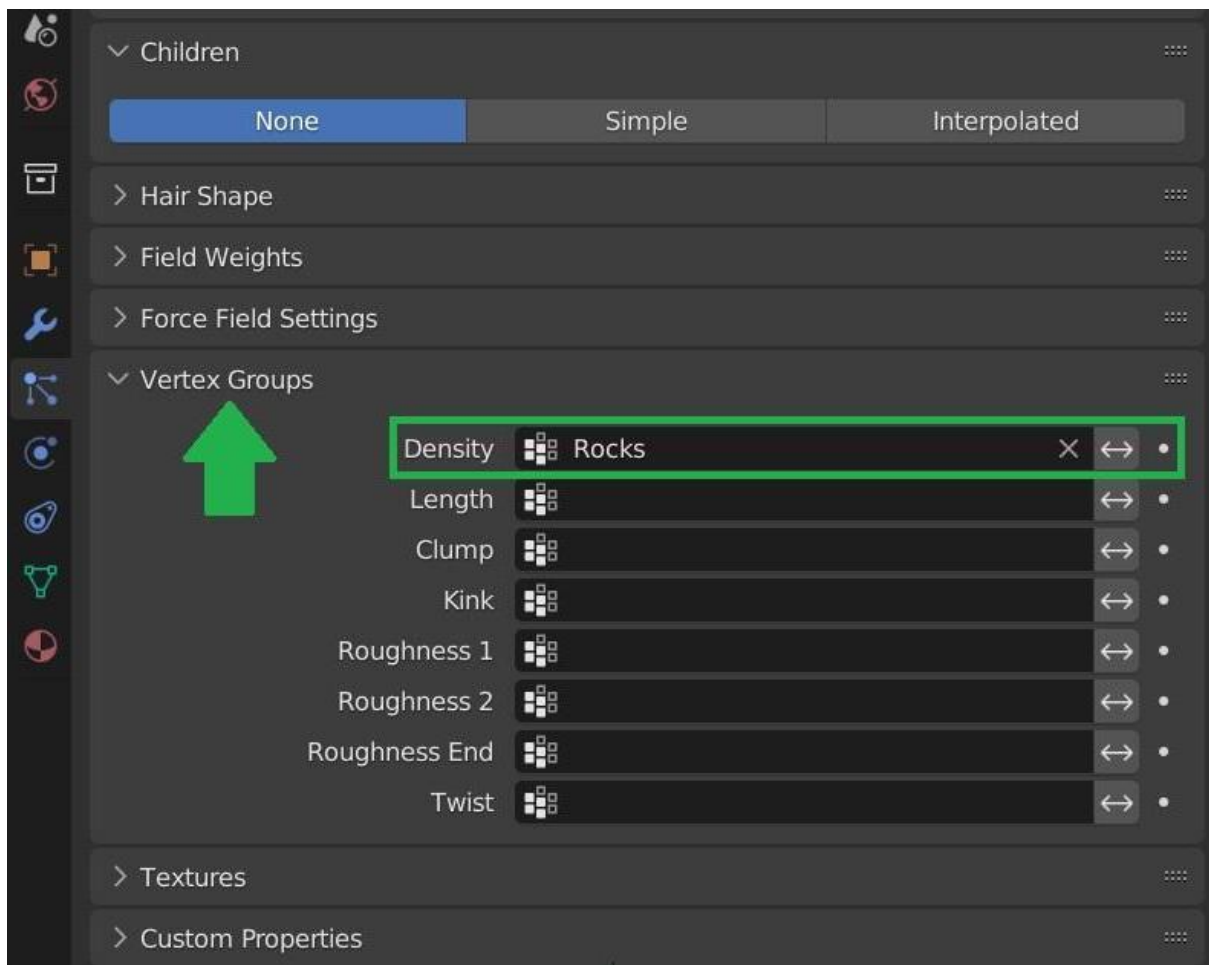 Children
None Simple Interpolated
Hair Shape
Field Weights
Force Field Settings
Vertex Groups
Density Rocks
Length
Clump
Kink
Roughness 1
Roughness 2
Roughness End
Twist
Textures
Custom Properties